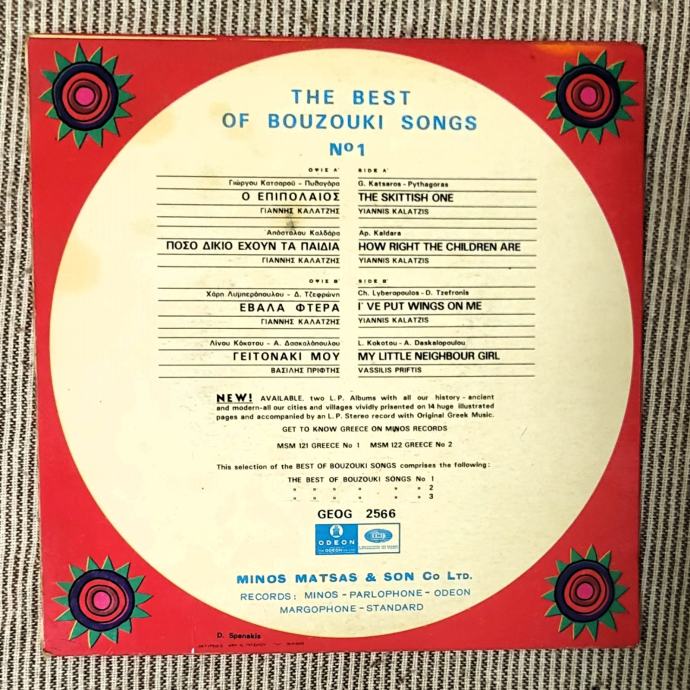 THE BEST
OF BOUZOUKI SONGS
Nº1
ΟΨΙΣ Α' SIDE A'
Γιώργου Κατσαρού - Πυθαγόρα G. Katsaros - Pythagoras
Ο ΕΠΙΠΟΛΑΙΟΣ THE SKITTISH ONE
ΓΙΑΝΝΗΣ ΚΑΛΑΤΖΗΣ YIANNIS KALATZIS
Απόστολου Καλδάρα Ap. Kaldara
ΠΟΣΟ ΔΙΚΙΟ ΕΧΟΥΝ ΤΑ ΠΑΙΔΙΑ HOW RIGHT THE CHILDREN ARE
ΓΙΑΝΝΗΣ ΚΑΛΑΤΖΗΣ YIANNIS KALATZIS
ΟΨΙΣ Β' SIDE B'
Χάρη Λυμπερόπουλου - Δ. Τζεφρώνη Ch. Lyberopoulos - D. Tzefronis
ΕΒΑΛΑ ΦΤΕΡΑ I' VE PUT WINGS ON ME
ΓΙΑΝΝΗΣ ΚΑΛΑΤΖΗΣ YIANNIS KALATZIS
Λίνου Κόκοτου - Α. Δασκαλόπουλου L. Kokotou - A. Daskalopoulou
ΓΕΙΤΟΝΑΚΙ ΜΟΥ MY LITTLE NEIGHBOUR GIRL
ΒΑΣΙΛΗΣ ΠΡΙΦΤΗΣ VASSILIS PRIFTIS
NEW! AVAILABLE, two L.P. Albums with all our history - ancient
and modern-all our cities and villages vividly prisented on 14 huge illustrated
pages and accompanied by an L.P. Stereo record with Original Greek Music.
GET TO KNOW GREECE ON MINOS RECORDS
MSM 121 GREECE No 1 MSM 122 GREECE No 2
This selection of the BEST OF BOUZOUKI SONGS comprises the following:
THE BEST OF BOUZOUKI SONGS No 1
" " " " " 2
" " " " " 3
GEOG 2566
ODEON EMI
MINOS MATSAS & SON Co LTD.
RECORDS: MINOS - PARLOPHONE - ODEON
MARGOPHONE - STANDARD
D. Spanakis